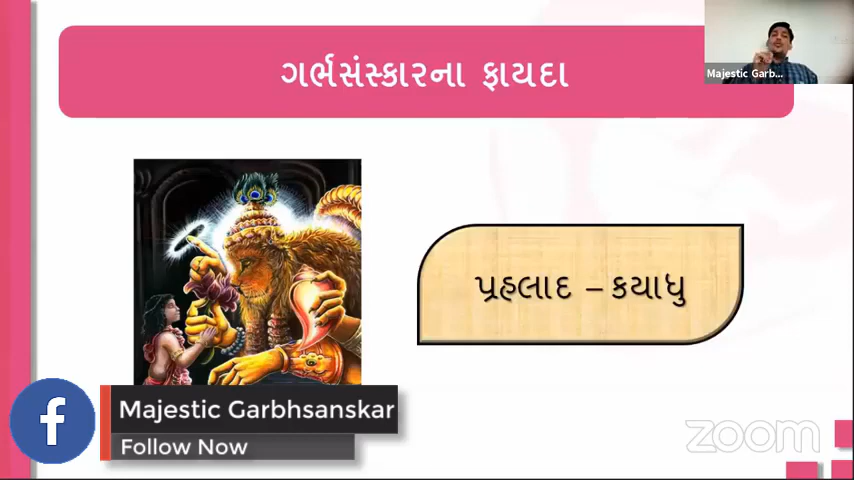 ગર્ભસંસ્કારના ફાયદા
Majestic Garb...
પ્રહલાદ – કયાધુ
f
Majestic Garbhsanskar
Follow Now
zoom